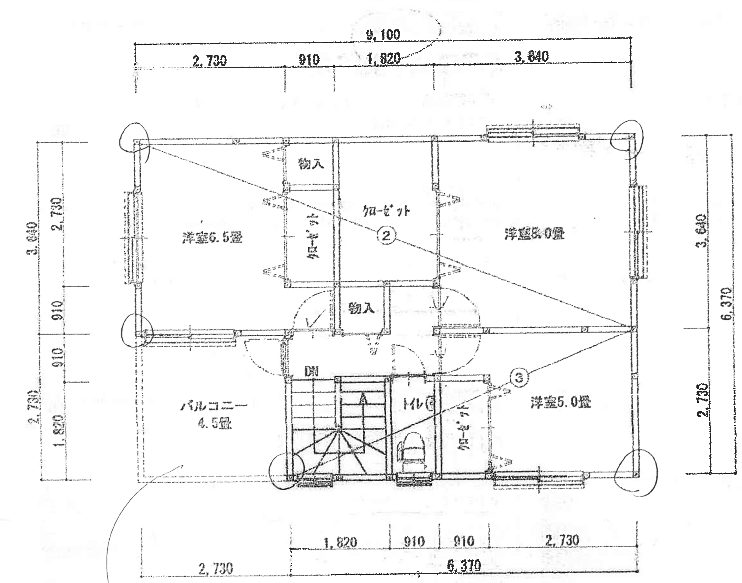 9,100
2,730
910
1,820
3,640
物入
クローゼット
クローゼット
洋室6.5畳
②
洋室8.0畳
物入
3,640
2,730
910
910
2,730
1,820
3,640
6,370
2,730
DN
③
バルコニー
4.5畳
トイレ
クローゼット
洋室5.0畳
1,820
910
910
2,730
2,730
6,370